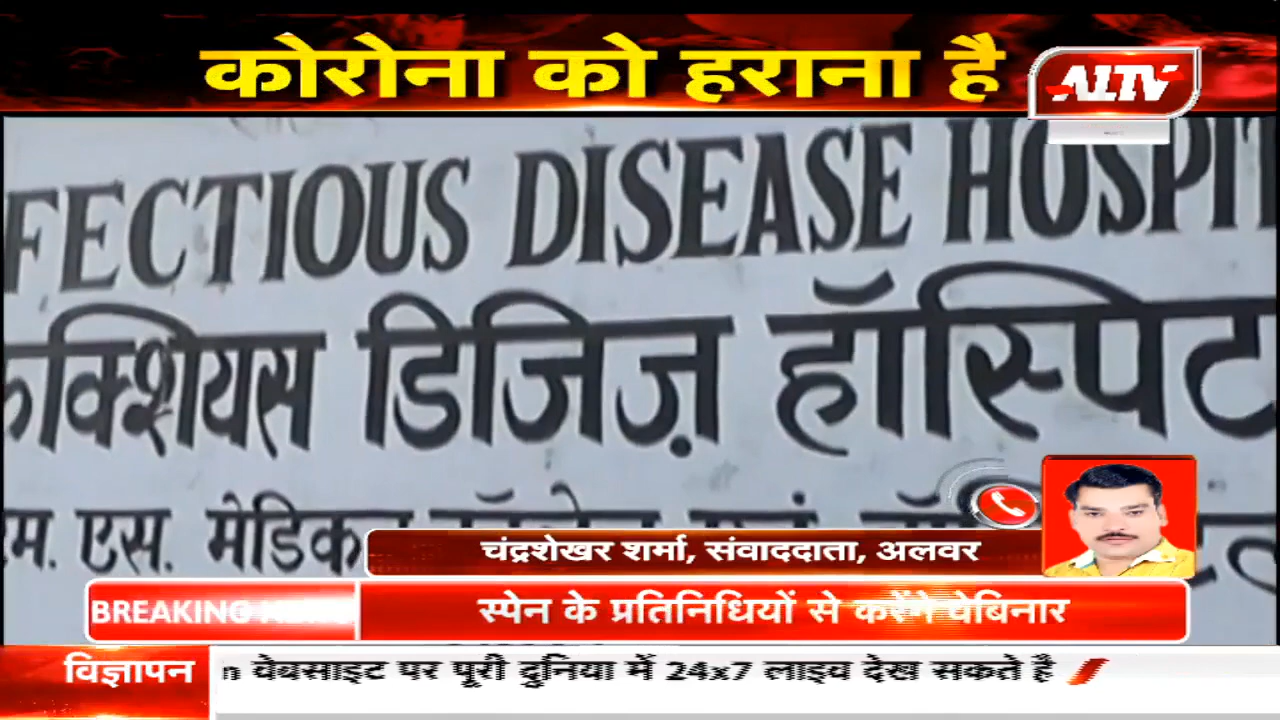 कोरोना को हराना है
ALTV
FECTIOUS DISEASE HOSPIT
क्शियस डिजिज़ हॉस्पिट
एम. एस. मेडिक
चंद्रशेखर शर्मा, संवाददाता, अलवर
BREAKING
स्पेन के प्रतिनिधियों से करेंगे वेबिनार
विज्ञापन
n वेबसाइट पर पूरी दुनिया में 24x7 लाइव देख सकते है